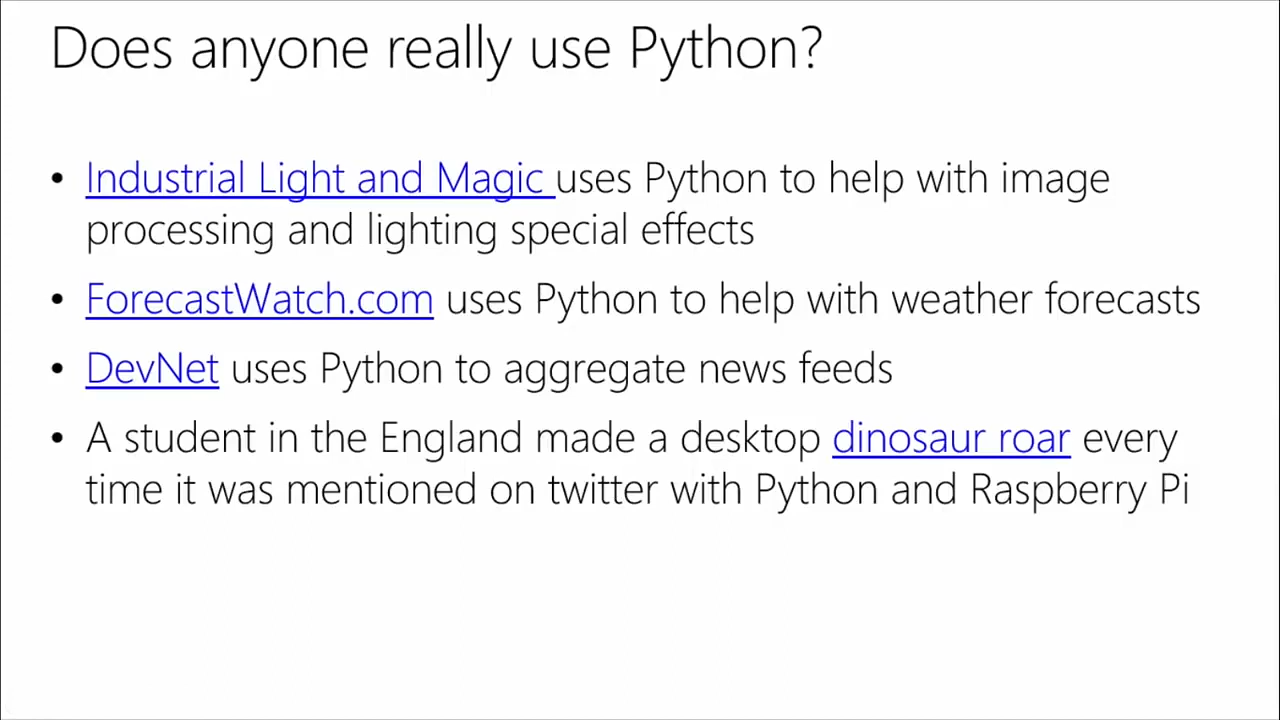 Does anyone really use Python?
• Industrial Light and Magic uses Python to help with image
processing and lighting special effects
• ForecastWatch.com uses Python to help with weather forecasts
• DevNet uses Python to aggregate news feeds
• A student in the England made a desktop dinosaur roar every
time it was mentioned on twitter with Python and Raspberry Pi